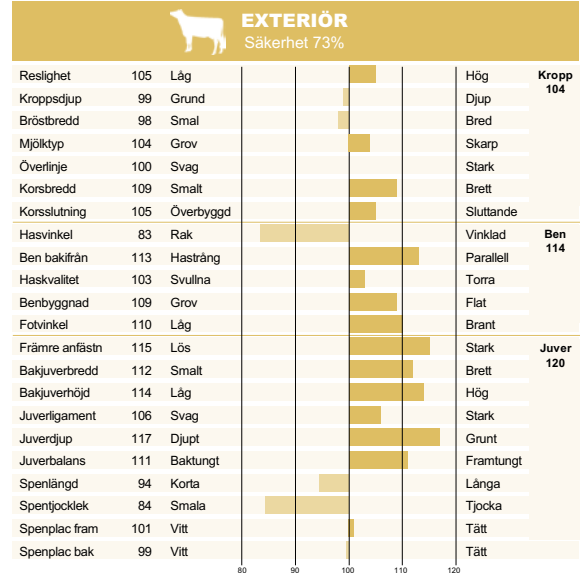 EXTERIÖR
Säkerhet 73%
Reslighet 105 Låg Hög Kropp
Kroppsdjup 99 Grund Djup 104
Bröstbredd 98 Smal Bred
Mjölktyp 104 Grov Skarp
Överlinje 100 Svag Stark
Korsbredd 109 Smalt Brett
Korsslutning 105 Överbyggd Sluttande
Hasvinkel 83 Rak Vinklad Ben
Ben bakifrån 113 Hastrång Parallell 114
Haskvalitet 103 Svullna Torra
Benbyggnad 109 Grov Flat
Fotvinkel 110 Låg Brant
Främre anfästn 115 Lös Stark Juver
Bakjuverbredd 112 Smalt Brett 120
Bakjuverhöjd 114 Låg Hög
Juverligament 106 Svag Stark
Juverdjup 117 Djupt Grunt
Juverbalans 111 Baktungt Framtungt
Spenlängd 94 Korta Långa
Spentjocklek 84 Smala Tjocka
Spenplac fram 101 Vitt Tätt
Spenplac bak 99 Vitt Tätt
80 90 100 110 120